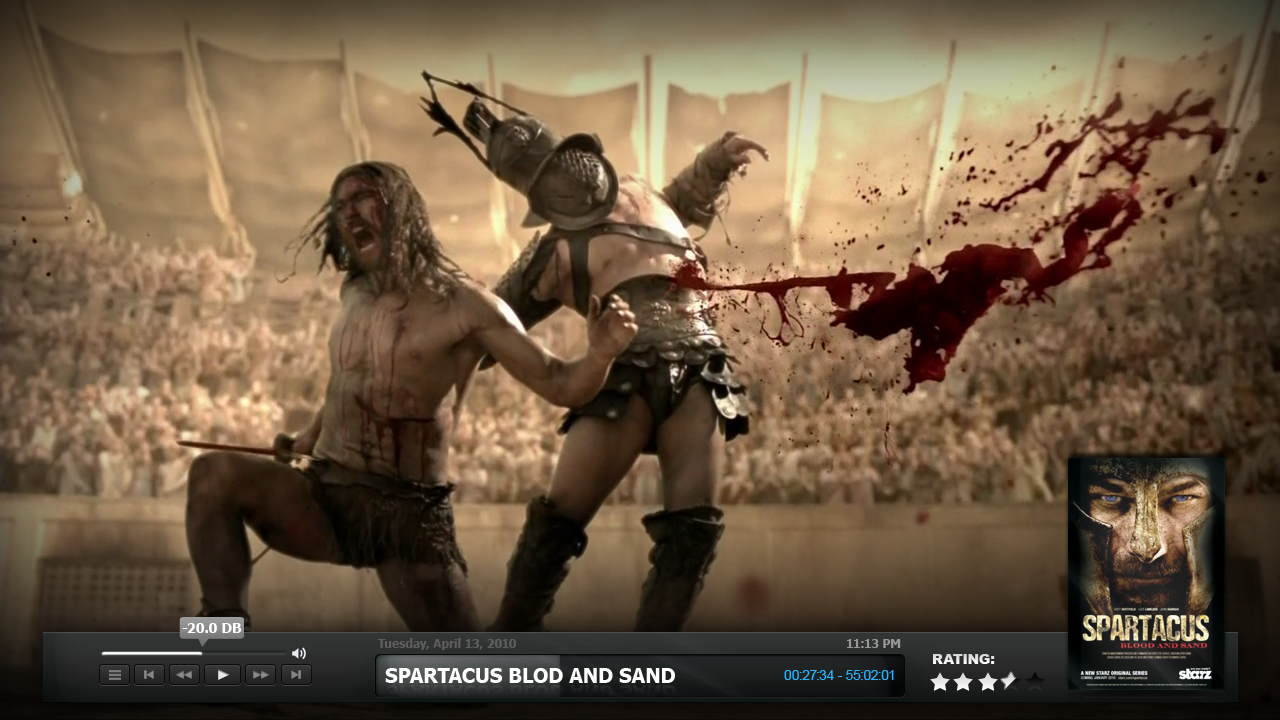 -20.0 DB
Tuesday, April 13, 2010
11:13 PM
SPARTACUS BLOD AND SAND
00:27:34 - 55:02:01
RATING:
SPARTACUS
BLOOD AND SAND
A NEW STARZ ORIGINAL SERIES
starz